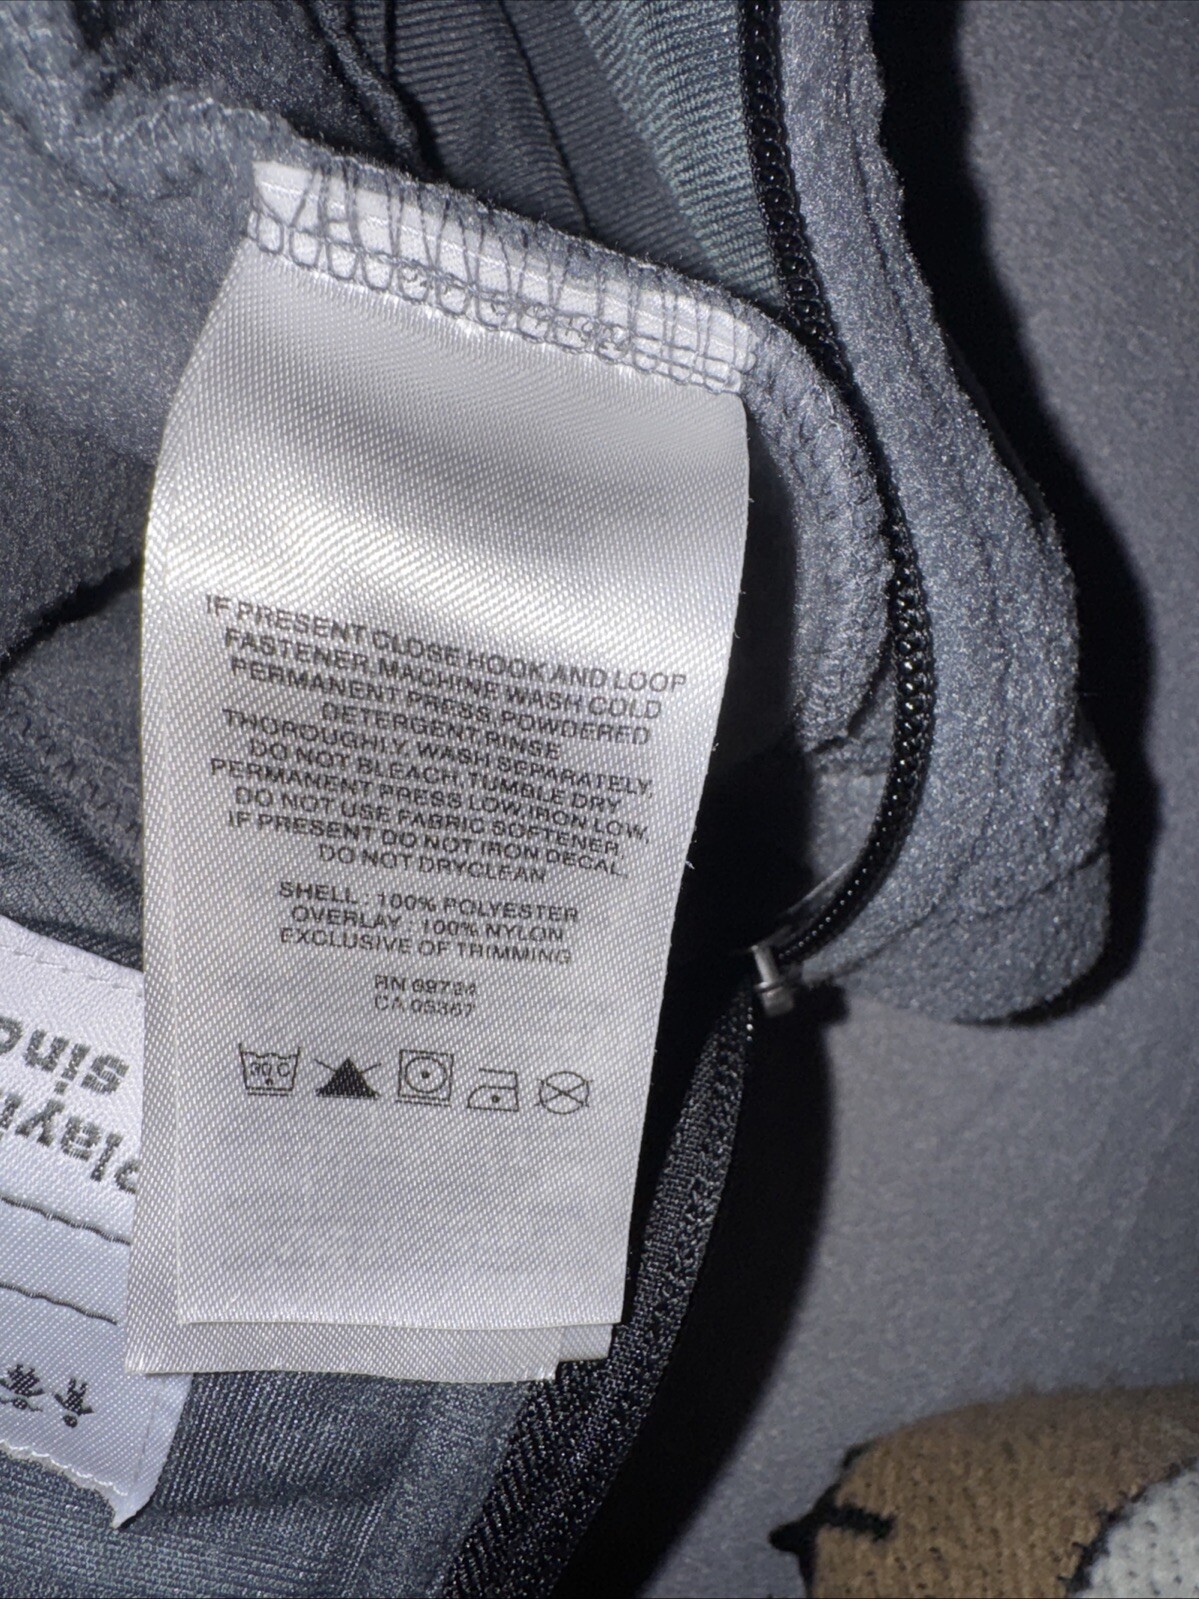 IF PRESENT CLOSE HOOK AND LOOP
FASTENER, MACHINE WASH COLD
PERMANENT PRESS, POWDERED
DETERGENT, RINSE
THOROUGHLY, WASH SEPARATELY,
DO NOT BLEACH, TUMBLE DRY
PERMANENT PRESS LOW, IRON LOW,
DO NOT USE FABRIC SOFTENER,
IF PRESENT DO NOT IRON DECAL,
DO NOT DRYCLEAN
SHELL : 100% POLYESTER
OVERLAY : 100% NYLON
EXCLUSIVE OF TRIMMING
RN 69724
CA 05367
30 C